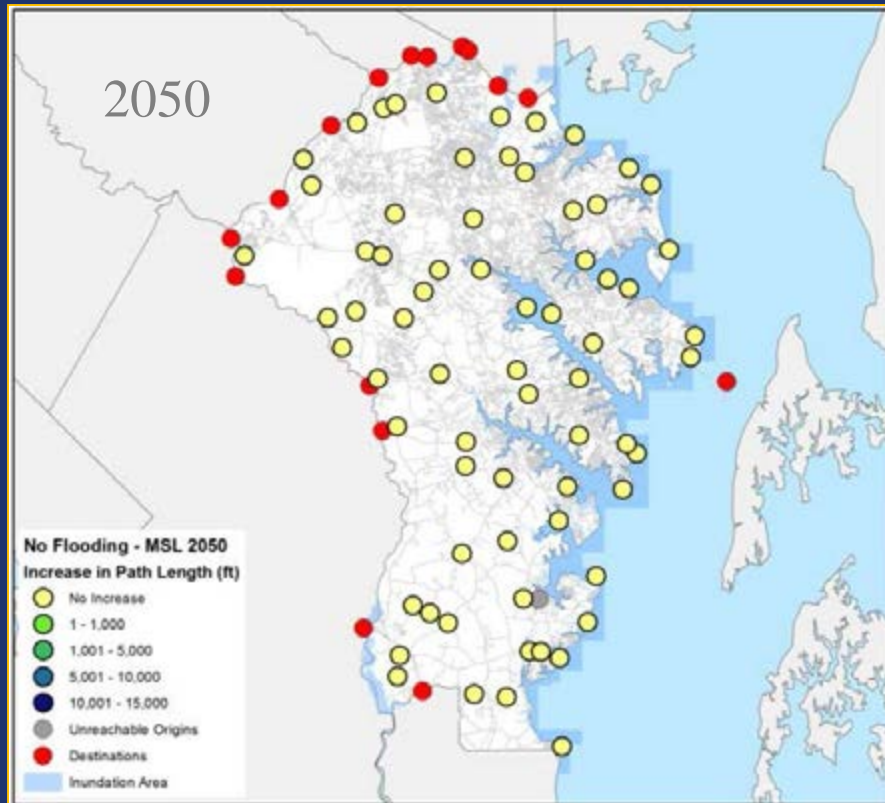 2050
No Flooding - MSL 2050
Increase in Path Length (ft)
No Increase
1 - 1,000
1,001 - 5,000
5,001 - 10,000
10,001 - 15,000
Unreachable Origins
Destinations
Inundation Area